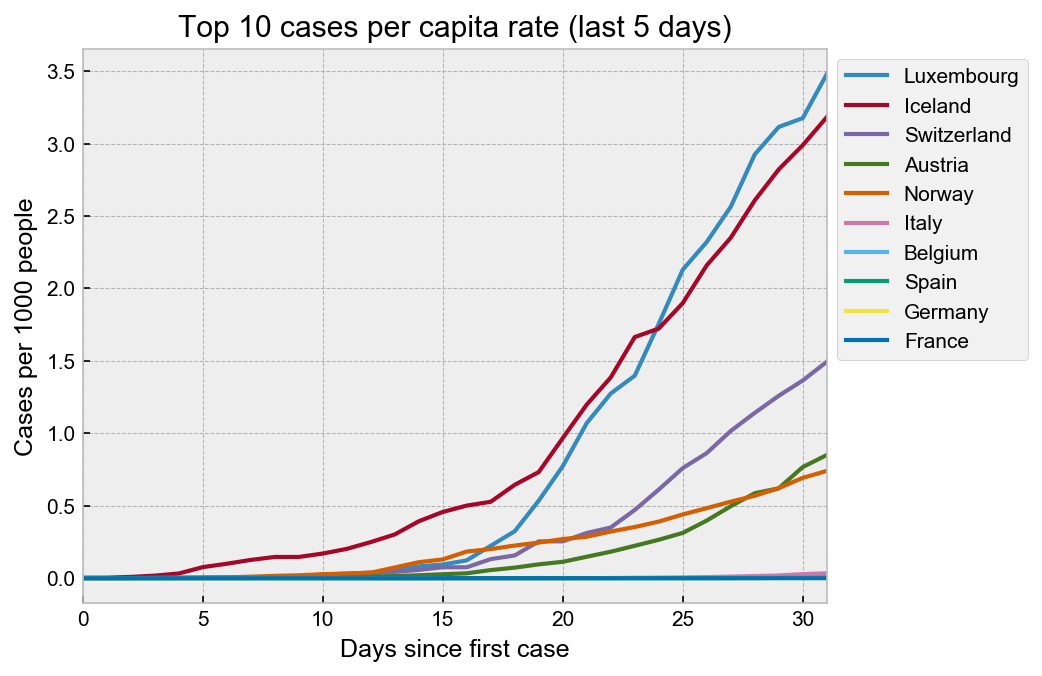 Top 10 cases per capita rate (last 5 days)
Cases per 1000 people
3.5
3.0
2.5
2.0
1.5
1.0
0.5
0.0
0 5 10 15 20 25 30
Days since first case
Luxembourg
Iceland
Switzerland
Austria
Norway
Italy
Belgium
Spain
Germany
France